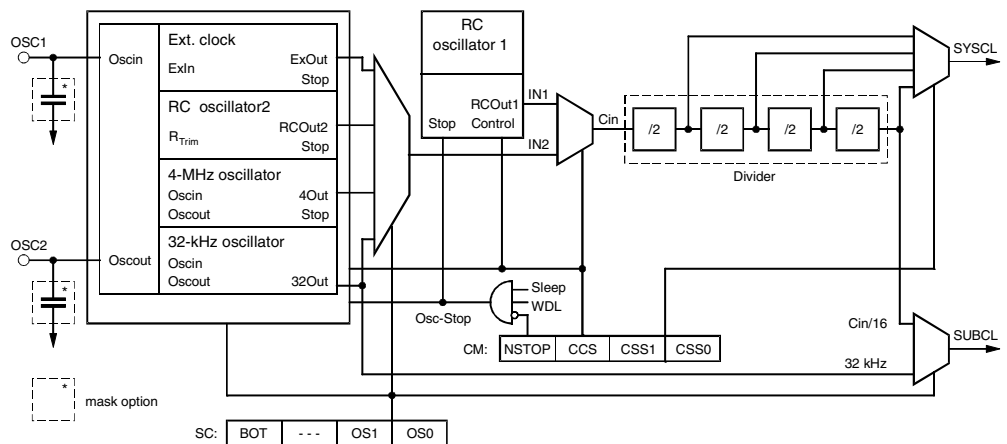 OSC1
*
OSC2
*
*
mask option
Oscin
Oscout
Ext. clock
ExIn
ExOut
Stop
RC oscillator2
RTrim
RCOut2
Stop
4-MHz oscillator
Oscin
4Out
Oscout
Stop
32-kHz oscillator
Oscin
Oscout
32Out
RC
oscillator 1
RCOut1
Stop
Control
IN1
IN2
Cin
/2
/2
/2
/2
Divider
SYSCL
Sleep
WDL
Osc-Stop
CM: NSTOP CCS CSS1 CSS0
Cin/16
32 kHz
SUBCL
SC: BOT - - - OS1 OS0